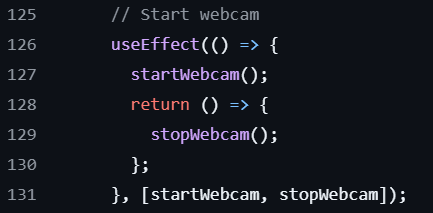 125 // Start webcam
126 useEffect(() => {
127 startWebcam();
128 return () => {
129 stopWebcam();
130 };
131 }, [startWebcam, stopWebcam]);